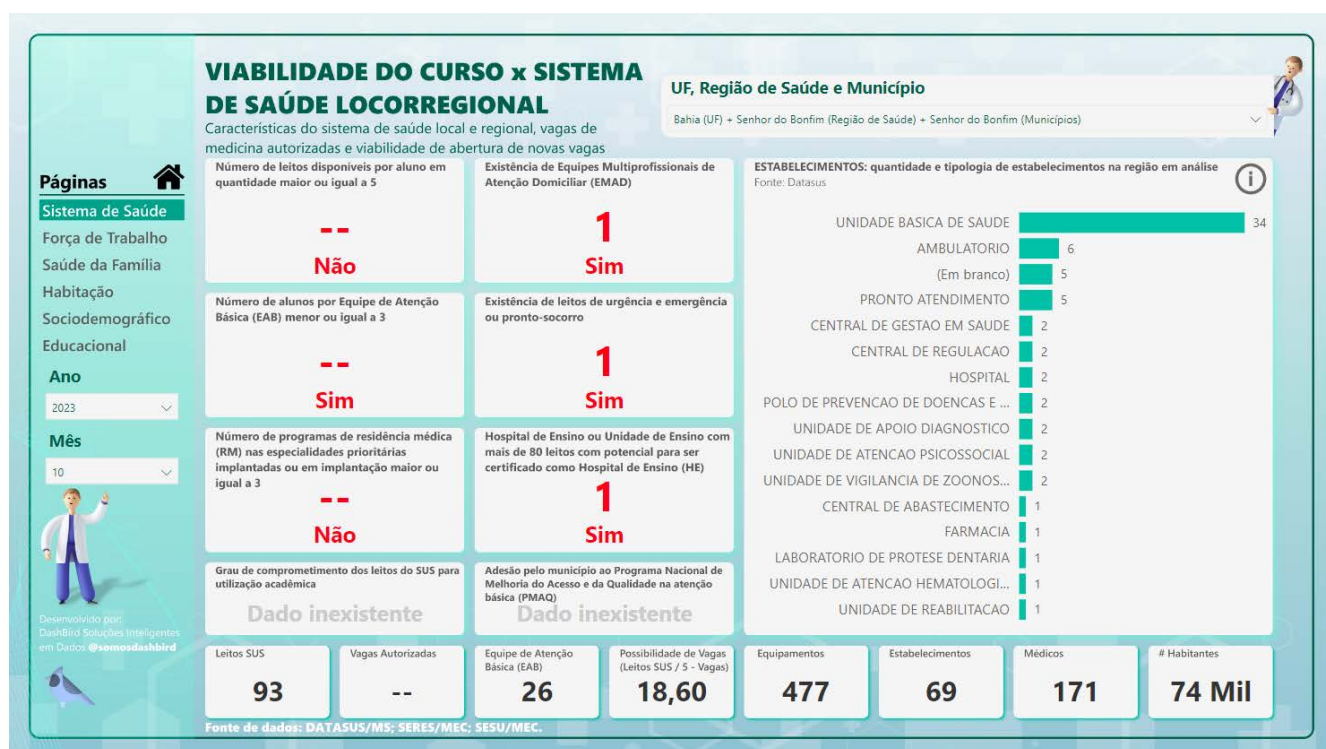 VIABILIDADE DO CURSO x SISTEMA
DE SAÚDE LOCORREGIONAL
Características do sistema de saúde local e regional, vagas de
medicina autorizadas e viabilidade de abertura de novas vagas
UF, Região de Saúde e Município
Bahia (UF) + Senhor do Bonfim (Região de Saúde) + Senhor do Bonfim (Municípios)
Páginas
Sistema de Saúde
Força de Trabalho
Saúde da Família
Habitação
Sociodemográfico
Educacional
Ano
2023
Mês
10
Desenvolvido por:
DashBird Soluções Inteligentes
em Dados @somosdashbird
Número de leitos disponíveis por aluno em
quantidade maior ou igual a 5
--
Não
Existência de Equipes Multiprofissionais de
Atenção Domiciliar (EMAD)
1
Sim
Número de alunos por Equipe de Atenção
Básica (EAB) menor ou igual a 3
--
Sim
Existência de leitos de urgência e emergência
ou pronto-socorro
1
Sim
Número de programas de residência médica
(RM) nas especialidades prioritárias
implantadas ou em implantação maior ou
igual a 3
--
Não
Hospital de Ensino ou Unidade de Ensino com
mais de 80 leitos com potencial para ser
certificado como Hospital de Ensino (HE)
1
Sim
Grau de comprometimento dos leitos do SUS para
utilização acadêmica
Dado inexistente
Adesão pelo município ao Programa Nacional de
Melhoria do Acesso e da Qualidade na atenção
básica (PMAQ)
Dado inexistente
ESTABELECIMENTOS: quantidade e tipologia de estabelecimentos na região em análise
Fonte: Datasus
UNIDADE BASICA DE SAUDE 34
AMBULATORIO 6
(Em branco) 5
PRONTO ATENDIMENTO 5
CENTRAL DE GESTAO EM SAUDE 2
CENTRAL DE REGULACAO 2
HOSPITAL 2
POLO DE PREVENCAO DE DOENCAS E ... 2
UNIDADE DE APOIO DIAGNOSTICO 2
UNIDADE DE ATENCAO PSICOSSOCIAL 2
UNIDADE DE VIGILANCIA DE ZOONOS... 2
CENTRAL DE ABASTECIMENTO 1
FARMACIA 1
LABORATORIO DE PROTESE DENTARIA 1
UNIDADE DE ATENCAO HEMATOLOGI... 1
UNIDADE DE REABILITACAO 1
Leitos SUS
93
Vagas Autorizadas
--
Equipe de Atenção
Básica (EAB)
26
Possibilidade de Vagas
(Leitos SUS / 5 - Vagas)
18,60
Equipamentos
477
Estabelecimentos
69
Médicos
171
# Habitantes
74 Mil
Fonte de dados: DATASUS/MS; SERES/MEC; SESU/MEC.